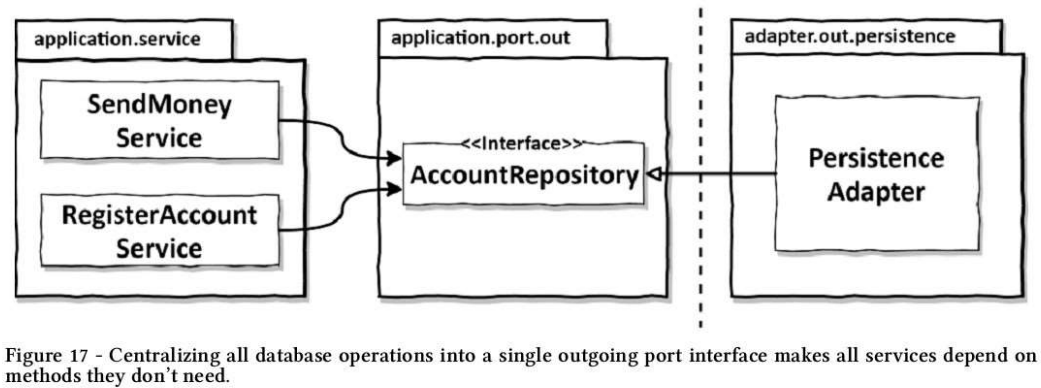 application.service
SendMoney
Service
RegisterAccount
Service
application.port.out
<<Interface>>
AccountRepository
adapter.out.persistence
Persistence
Adapter
Figure 17 - Centralizing all database operations into a single outgoing port interface makes all services depend on
methods they don't need.